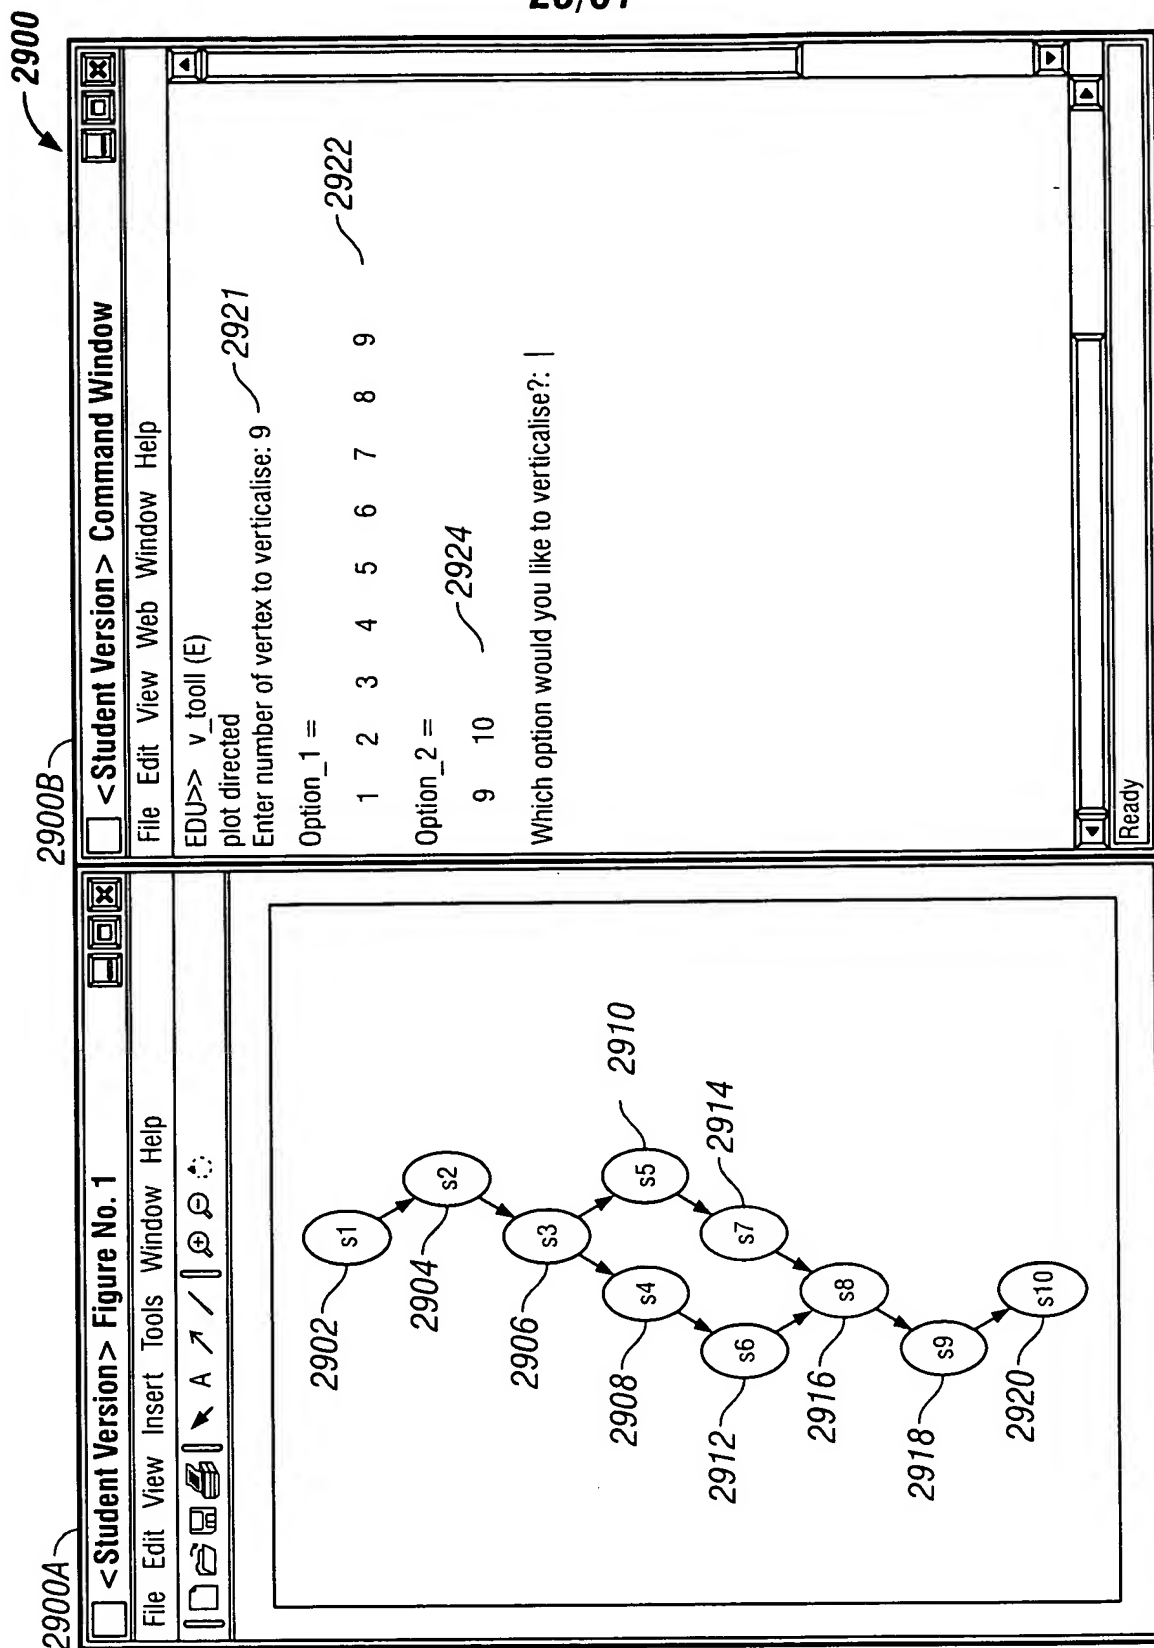 2900
2900A
<Student Version> Figure No. 1
File Edit View Insert Tools Window Help
A
s1
s2
s3
s4
s5
s6
s7
s8
s9
s10
2902
2904
2906
2908
2910
2912
2914
2916
2918
2920
2900B
<Student Version> Command Window
File Edit View Web Window Help
EDU>> v_tooll (E)
plot directed
Enter number of vertex to verticalise: 9
2921
Option_1 =
1 2 3 4 5 6 7 8 9
2922
Option_2 =
9 10
2924
Which option would you like to verticalise?: |
Ready